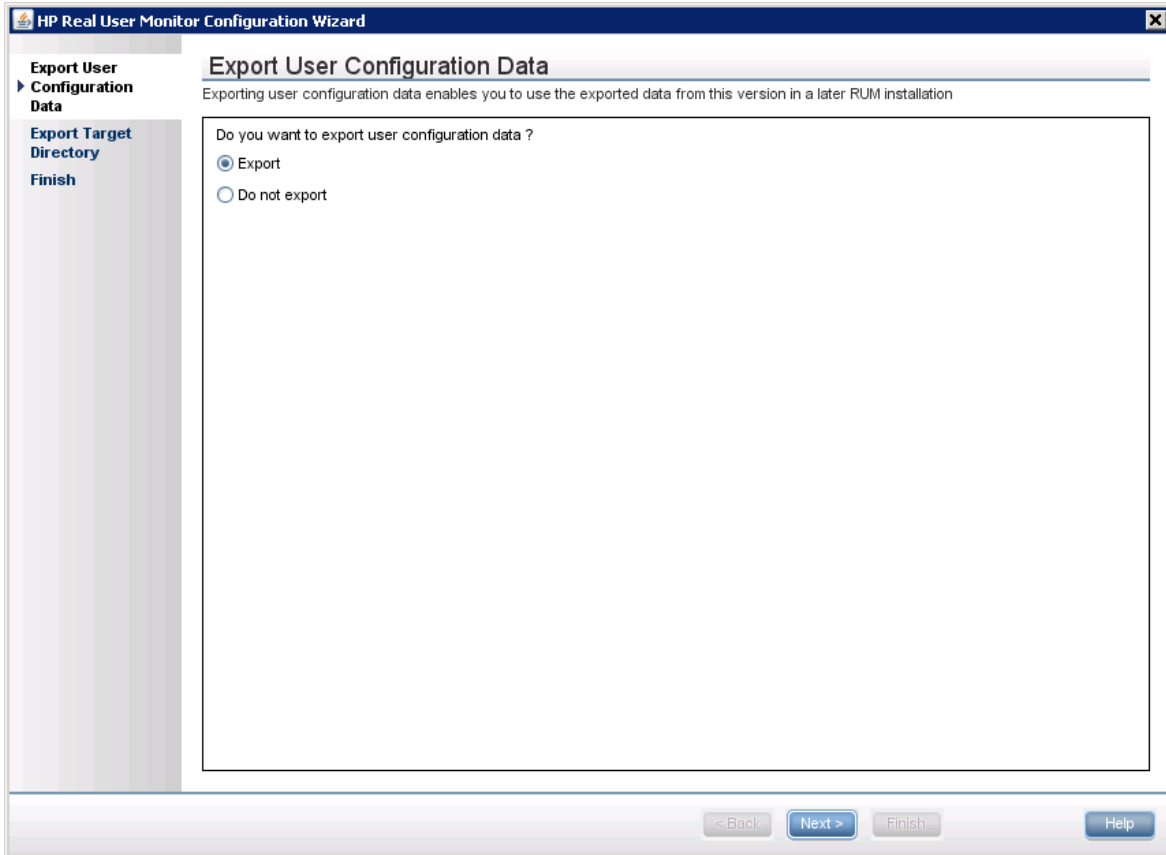 HP Real User Monitor Configuration Wizard
Export User
Configuration
Data
Export Target
Directory
Finish
Export User Configuration Data
Exporting user configuration data enables you to use the exported data from this version in a later RUM installation
Do you want to export user configuration data ?
Export
Do not export
< Back
Next >
Finish
Help